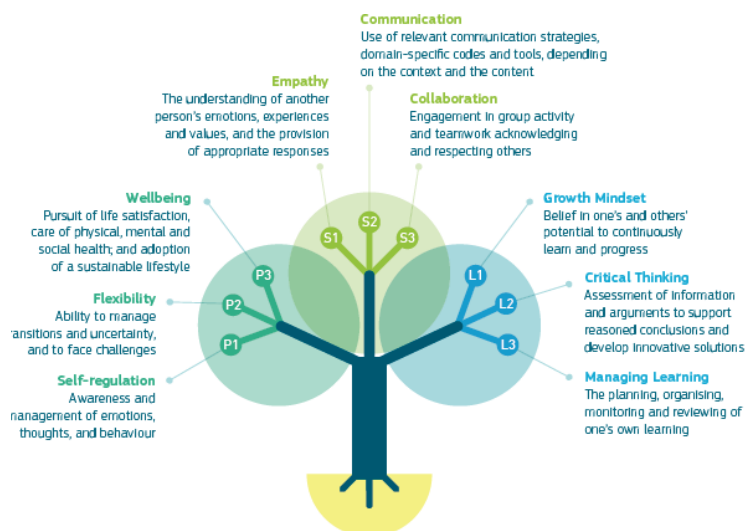 Communication
Use of relevant communication strategies,
domain-specific codes and tools, depending
on the context and the content
Empathy
The understanding of another
person's emotions, experiences
and values, and the provision
of appropriate responses
Collaboration
Engagement in group activity
and teamwork acknowledging
and respecting others
Wellbeing
Pursuit of life satisfaction,
care of physical, mental and
social health; and adoption
of a sustainable lifestyle
Flexibility
Ability to manage
transitions and uncertainty,
and to face challenges
Self-regulation
Awareness and
management of emotions,
thoughts, and behaviour
Growth Mindset
Belief in one's and others'
potential to continuously
learn and progress
Critical Thinking
Assessment of information
and arguments to support
reasoned conclusions and
develop innovative solutions
Managing Learning
The planning, organising,
monitoring and reviewing of
one's own learning
P3
P2
P1
S1
S2
S3
L1
L2
L3